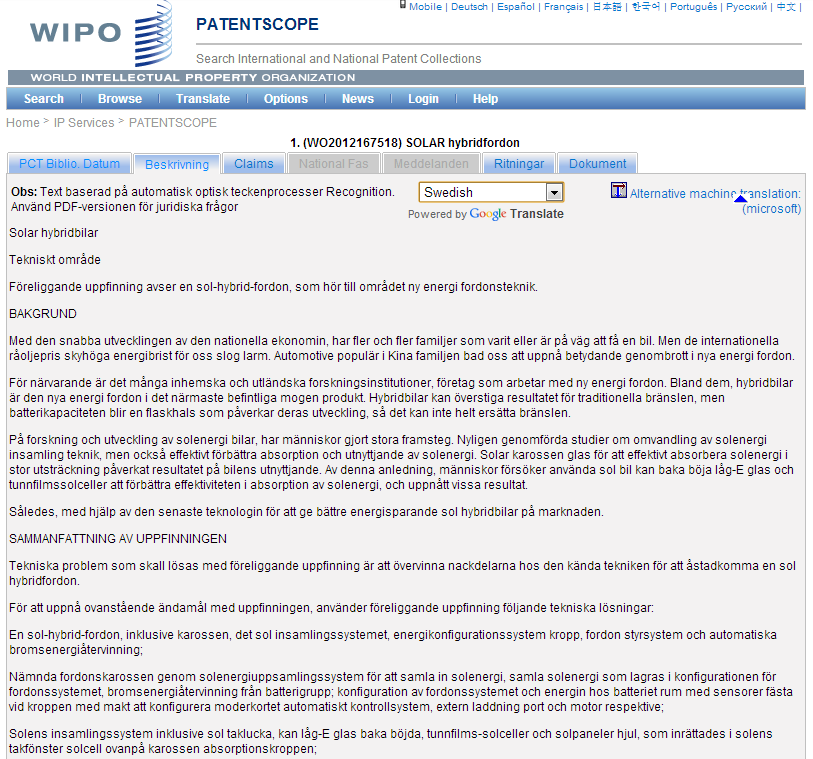 Mobile | Deutsch | Español | Français | 日本語 | 한국어 | Português | Русский | 中文 |
WIPO
PATENTSCOPE
Search International and National Patent Collections
WORLD INTELLECTUAL PROPERTY ORGANIZATION
Search | Browse | Translate | Options | News | Login | Help
Home > IP Services > PATENTSCOPE
1. (WO2012167518) SOLAR hybridfordon
PCT Biblio. Datum Beskrivning Claims National Fas Meddelanden Ritningar Dokument
Obs: Text baserad på automatisk optisk teckenprocesser Recognition.
Använd PDF-versionen för juridiska frågor
Swedish
Powered by Google Translate
Alternative machine translation:
(microsoft)
Solar hybridbilar
Tekniskt område
Föreliggande uppfinning avser en sol-hybrid-fordon, som hör till området ny energi fordonsteknik.
BAKGRUND
Med den snabba utvecklingen av den nationella ekonomin, har fler och fler familjer som varit eller är på väg att få en bil. Men de internationella
råoljepris skyhöga energibrist för oss slog larm. Automotive populär i Kina familjen bad oss att uppnå betydande genombrott i nya energi fordon.
För närvarande är det många inhemska och utländska forskningsinstitutioner, företag som arbetar med ny energi fordon. Bland dem, hybridbilar
är den nya energi fordon i det närmaste befintliga mogen produkt. Hybridbilar kan överstiga resultatet för traditionella bränslen, men
batterikapaciteten blir en flaskhals som påverkar deras utveckling, så det kan inte helt ersätta bränslen.
På forskning och utveckling av solenergi bilar, har människor gjort stora framsteg. Nyligen genomförda studier om omvandling av solenergi
insamling teknik, men också effektivt förbättra absorption och utnyttjande av solenergi. Solar karossen glas för att effektivt absorbera solenergi i
stor utsträckning påverkat resultatet på bilens utnyttjande. Av denna anledning, människor försöker använda sol bil kan baka böja låg-E glas och
tunnfilmssolceller att förbättra effektiviteten i absorption av solenergi, och uppnått vissa resultat.
Således, med hjälp av den senaste teknologin för att ge bättre energisparande sol hybridbilar på marknaden.
SAMMANFATTNING AV UPPFINNINGEN
Tekniska problem som skall lösas med föreliggande uppfinning är att övervinna nackdelarna hos den kända tekniken för att åstadkomma en sol
hybridfordon.
För att uppnå ovanstående ändamål med uppfinningen, använder föreliggande uppfinning följande tekniska lösningar:
En sol-hybrid-fordon, inklusive karossen, det sol insamlingssystemet, energikonfigurationssystem kropp, fordon styrsystem och automatiska
bromsenergiåtervinning;
Nämnda fordonskarossen genom solenergiuppsamlingssystem för att samla in solenergi, samla solenergi som lagras i konfigurationen för
fordonssystemet, bromsenergiåtervinning från batterigrupp; konfiguration av fordonssystemet och energin hos batteriet rum med sensorer fästa
vid kroppen med makt att konfigurera moderkortet automatiskt kontrollsystem, extern laddning port och motor respektive;
Solens insamlingssystem inklusive sol taklucka, kan låg-E glas baka böjda, tunnfilms-solceller och solpaneler hjul, som inrättades i solens
takfönster solcell ovanpå karossen absorptionskroppen;